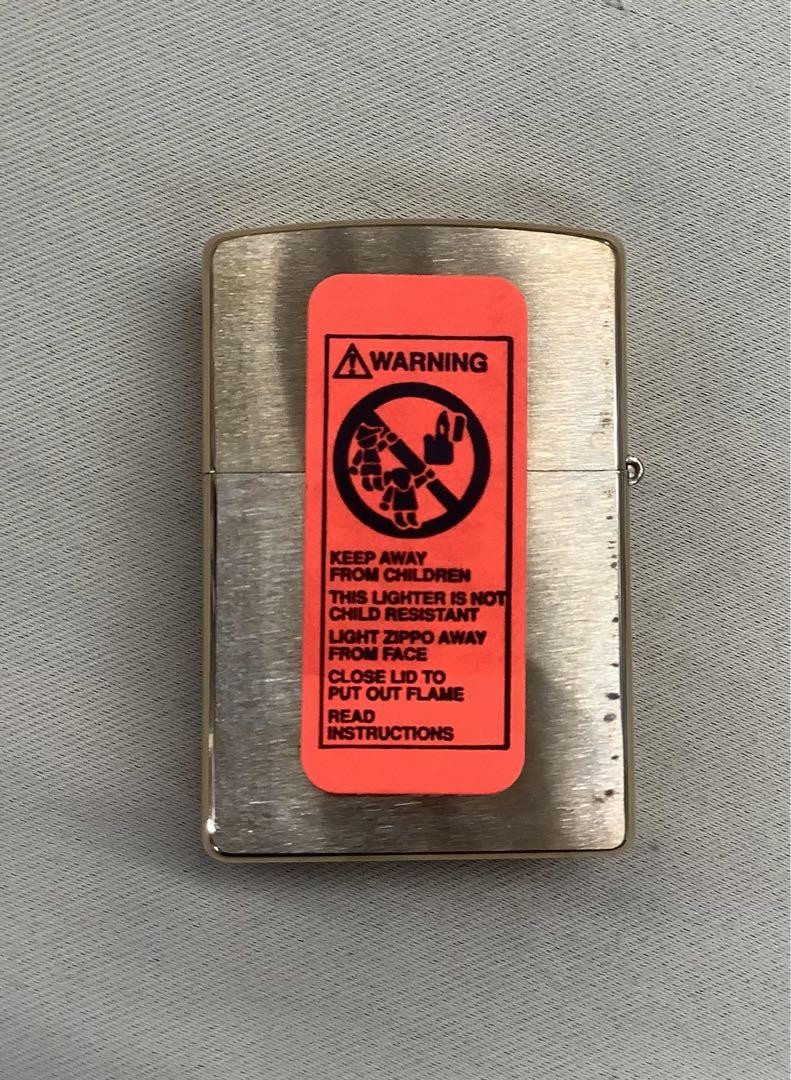 WARNING
KEEP AWAY
FROM CHILDREN
THIS LIGHTER IS NOT
CHILD RESISTANT
LIGHT ZIPPO AWAY
FROM FACE
CLOSE LID TO
PUT OUT FLAME
READ
INSTRUCTIONS